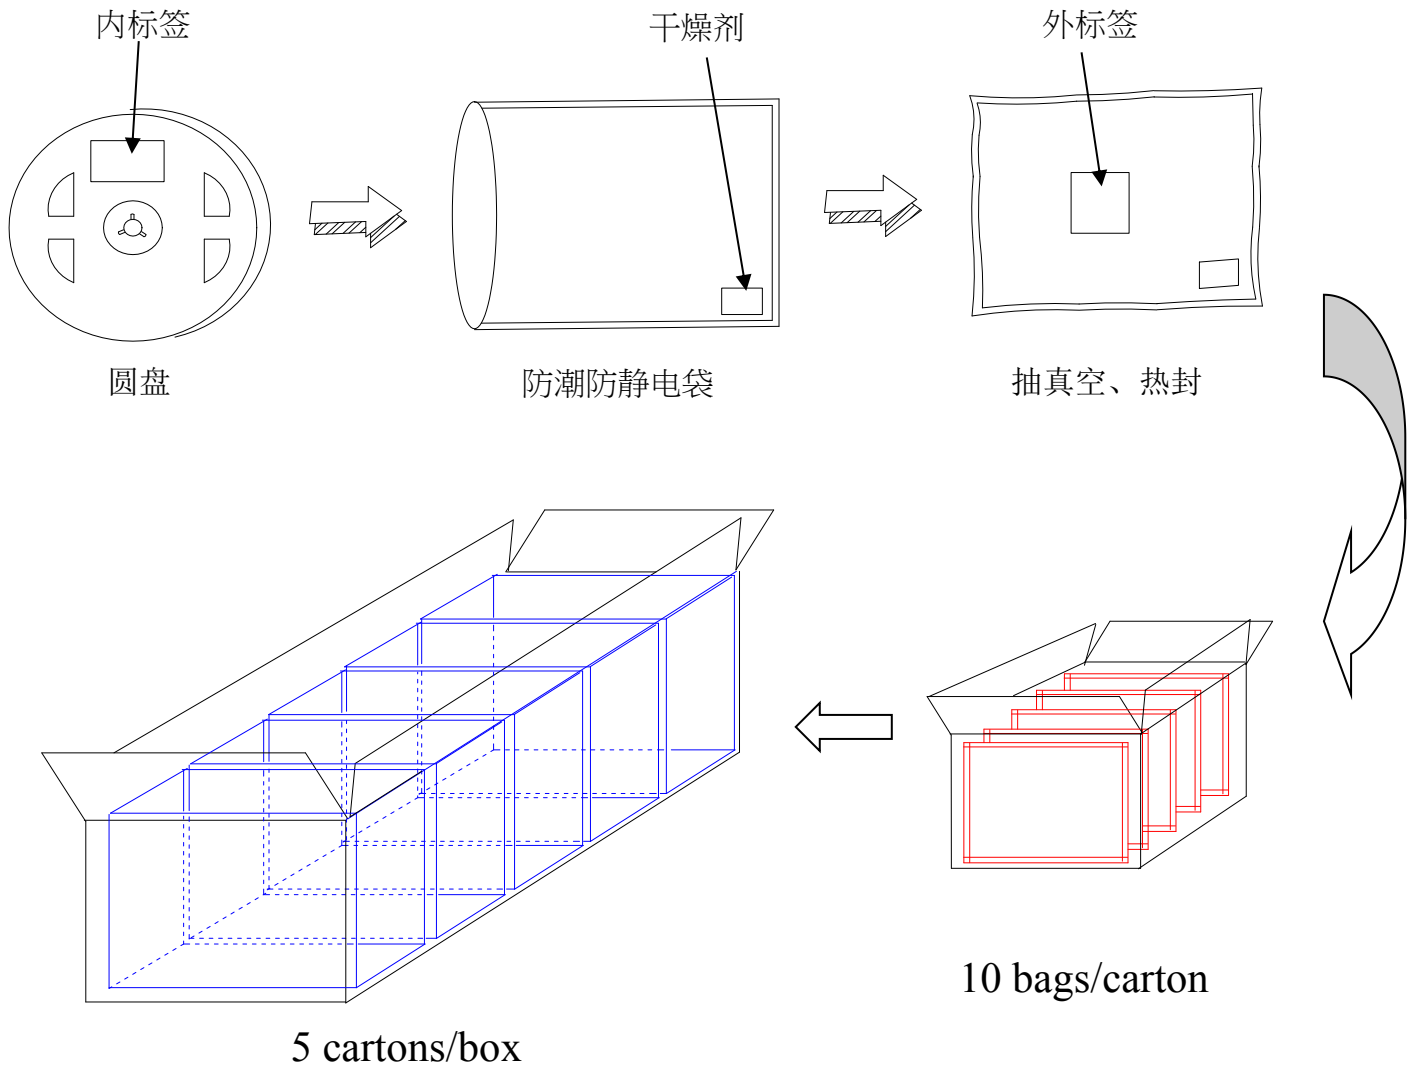 内标签
干燥剂
外标签
圆盘
防潮防静电袋
抽真空、热封
10 bags/carton
5 cartons/box